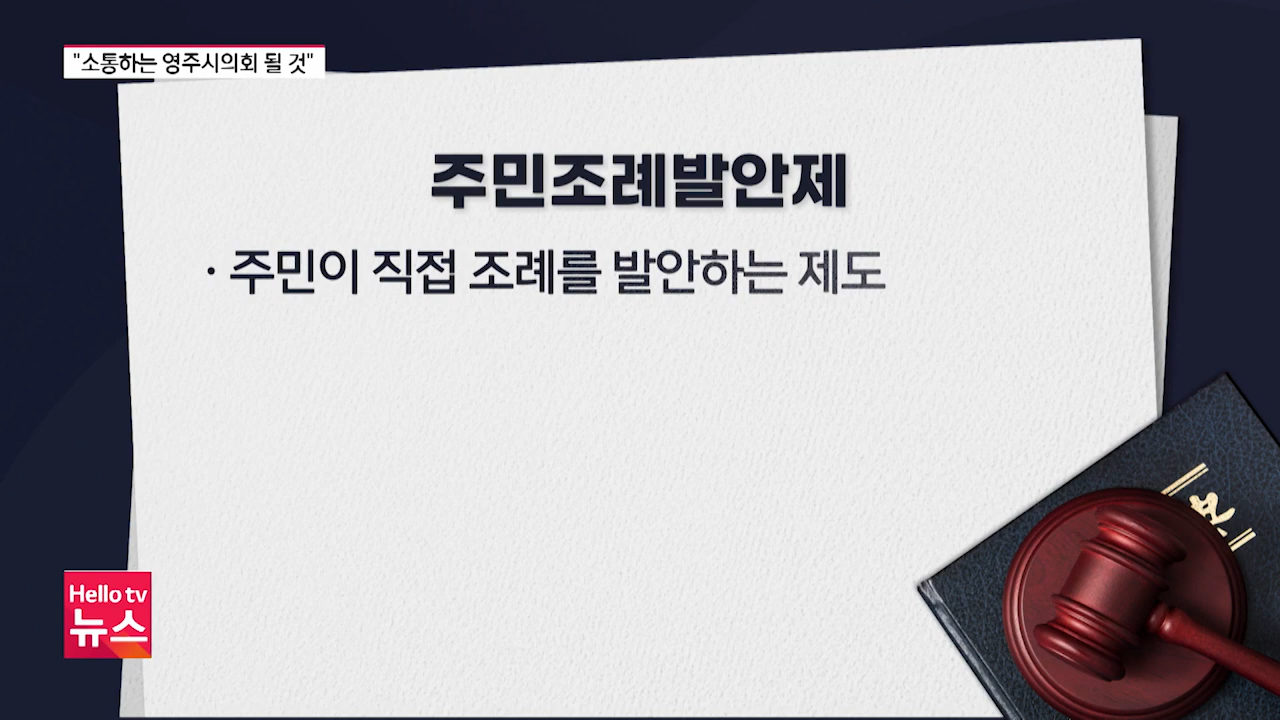 "소통하는 영주시의회 될 것"
주민조례발안제
· 주민이 직접 조례를 발안하는 제도
Hello tv
뉴스